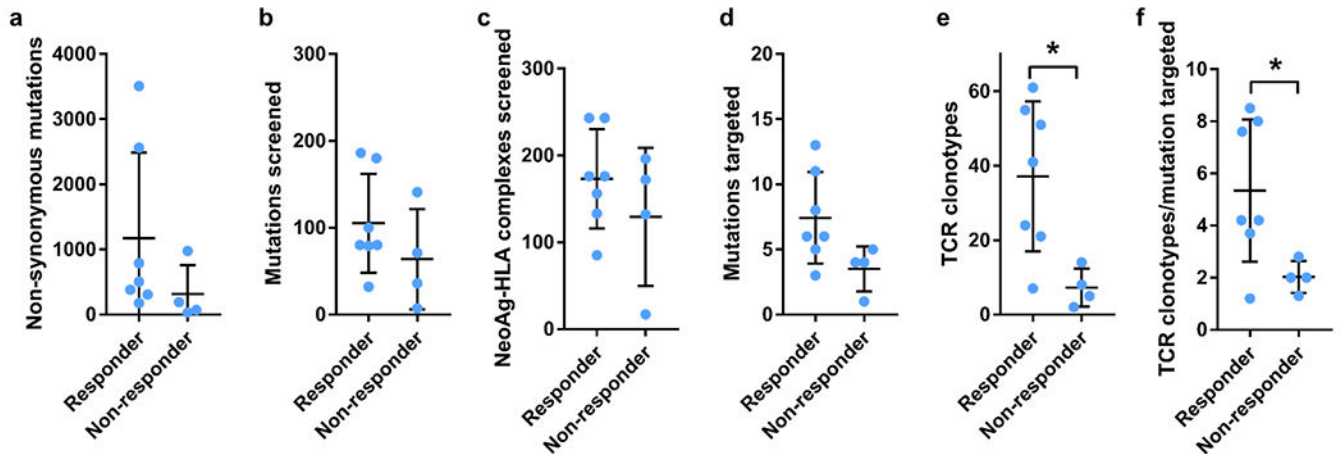 a
Non-synonymous mutations
4000
3000
2000
1000
0
Responder
Non-responder
b
Mutations screened
300
200
100
0
Responder
Non-responder
c
NeoAg-HLA complexes screened
300
200
100
0
Responder
Non-responder
d
Mutations targeted
20
15
10
5
0
Responder
Non-responder
e
TCR clonotypes
60
40
20
0
*
Responder
Non-responder
f
TCR clonotypes/mutation targeted
10
8
6
4
2
0
*
Responder
Non-responder